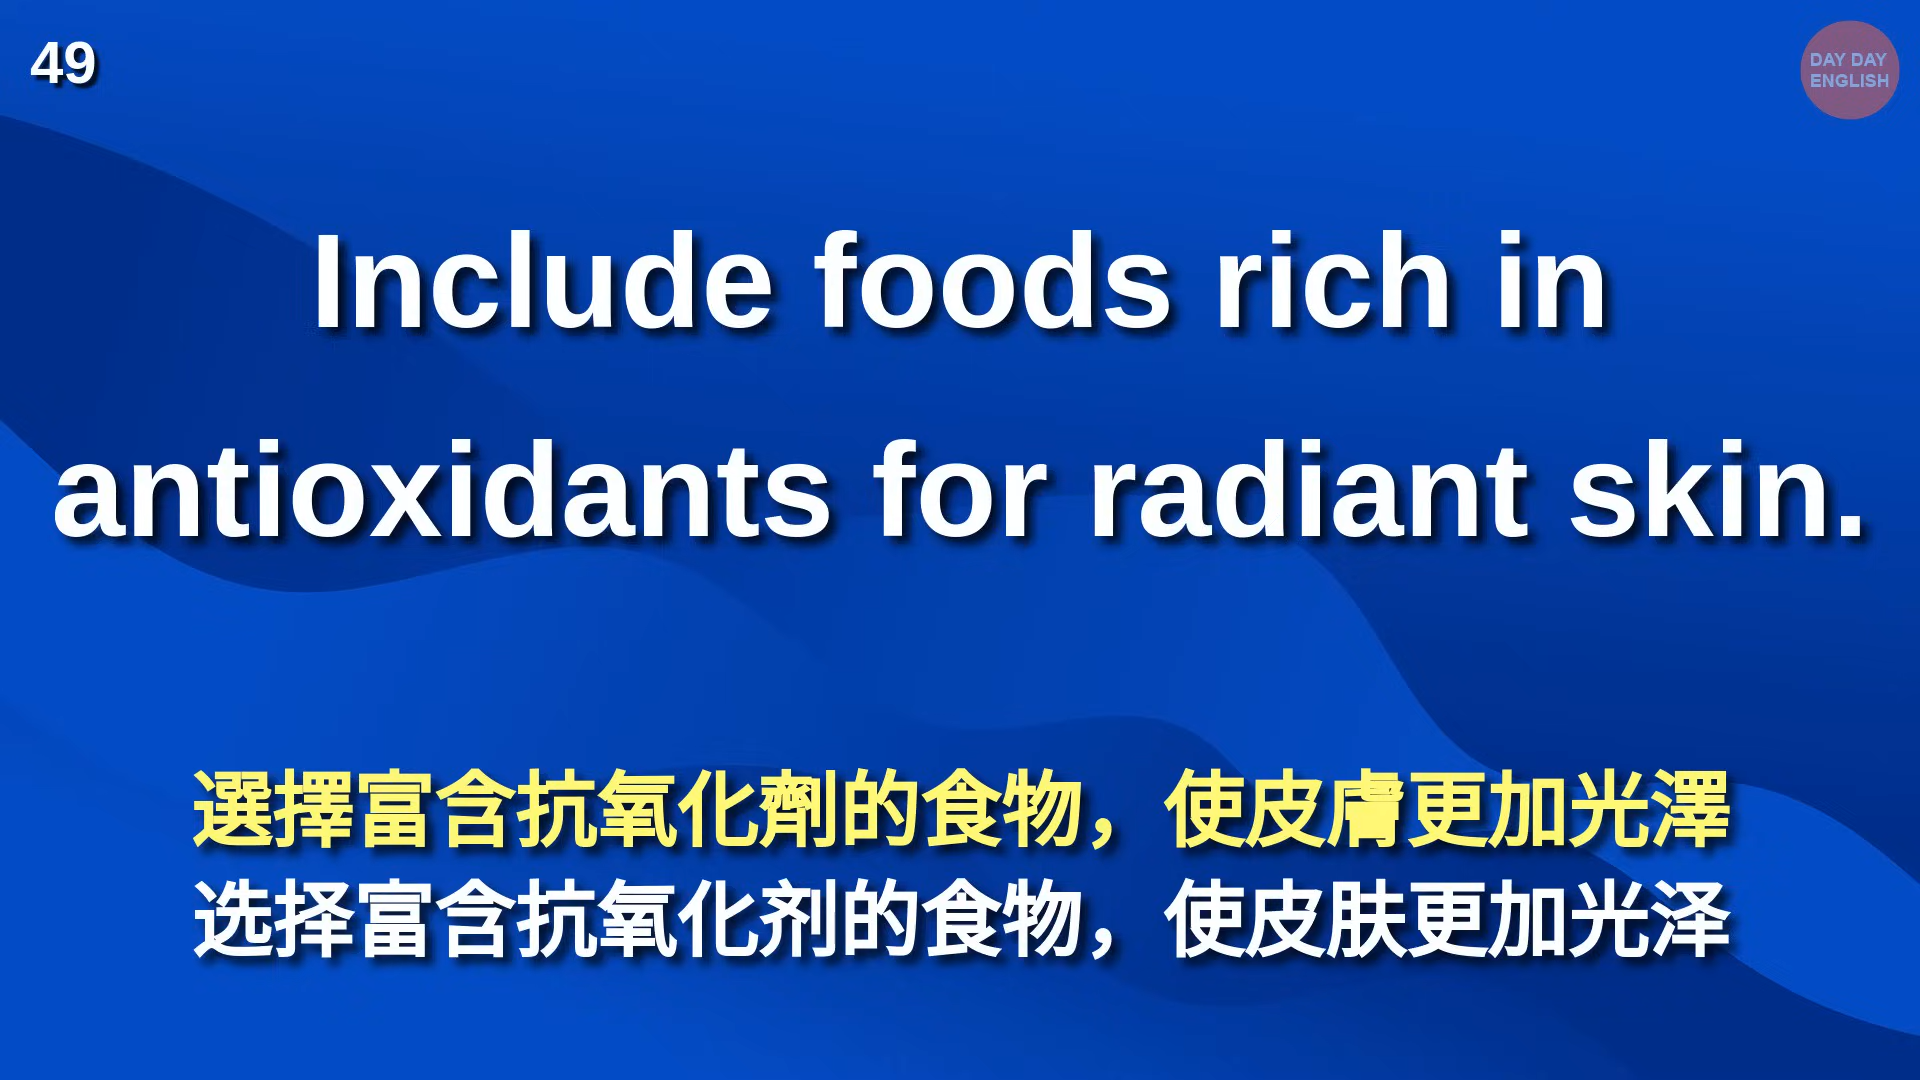 49
DAY DAY
ENGLISH
Include foods rich in
antioxidants for radiant skin.
選擇富含抗氧化劑的食物，使皮膚更加光澤
选择富含抗氧化剂的食物，使皮肤更加光泽